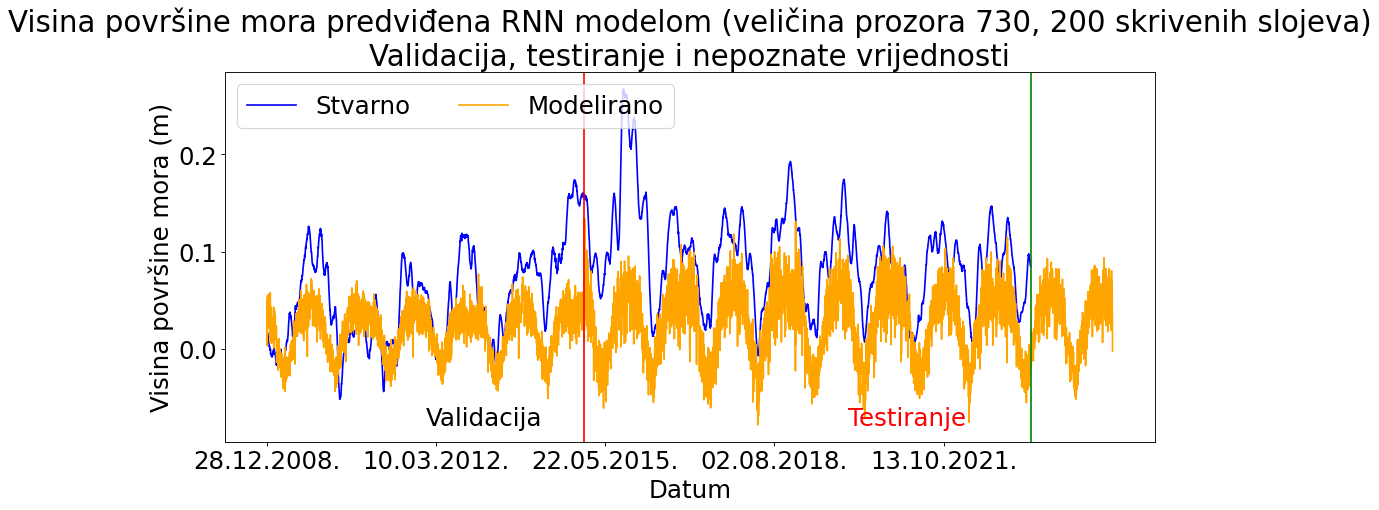 Visina površine mora predviđena RNN modelom (veličina prozora 730, 200 skrivenih slojeva)
Validacija, testiranje i nepoznate vrijednosti
Stvarno Modelirano
Visina površine mora (m)
0.2
0.1
0.0
Validacija Testiranje
28.12.2008. 10.03.2012. 22.05.2015. 02.08.2018. 13.10.2021.
Datum